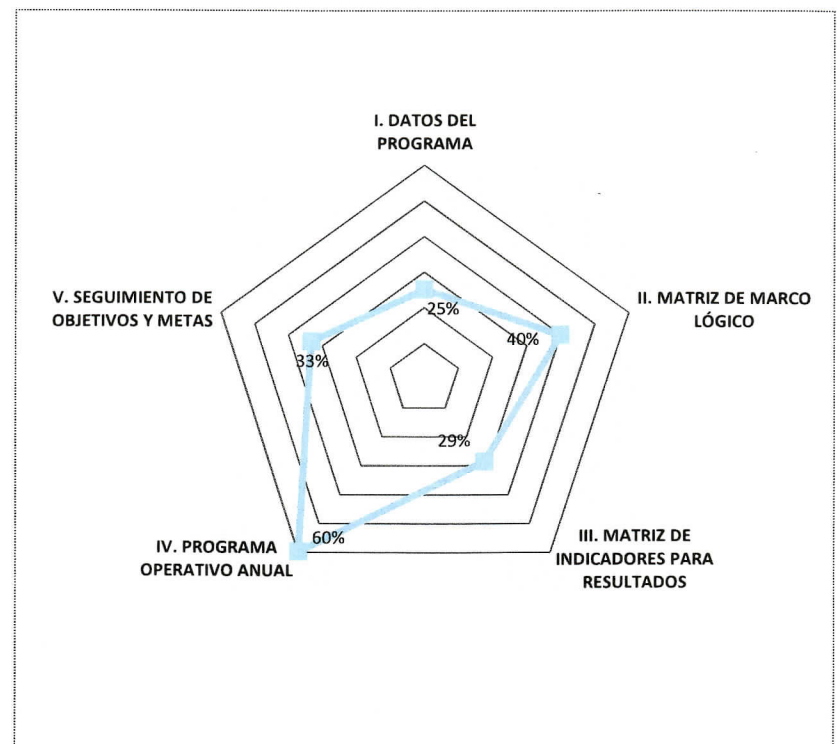 I. DATOS DEL
PROGRAMA
25%
II. MATRIZ DE MARCO
LÓGICO
40%
III. MATRIZ DE
INDICADORES PARA
RESULTADOS
29%
IV. PROGRAMA
OPERATIVO ANUAL
60%
V. SEGUIMIENTO DE
OBJETIVOS Y METAS
33%